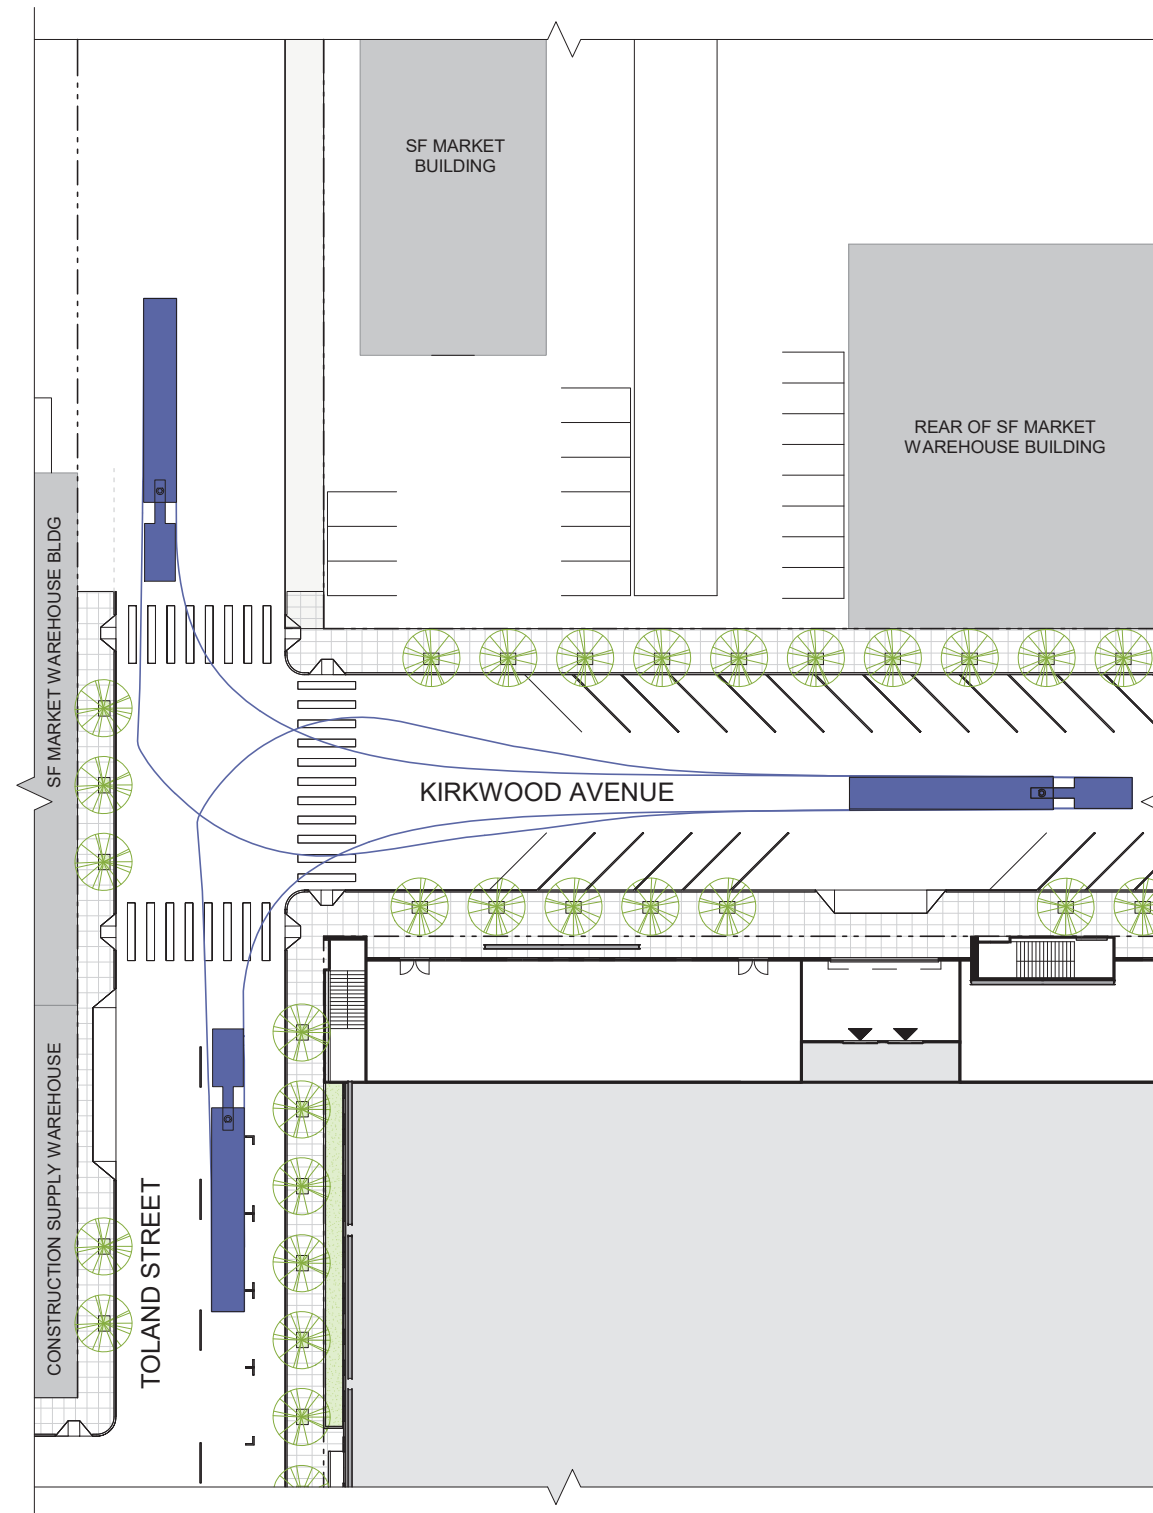 SF MARKET
BUILDING
REAR OF SF MARKET
WAREHOUSE BUILDING
SF MARKET WAREHOUSE BLDG
KIRKWOOD AVENUE
CONSTRUCTION SUPPLY WAREHOUSE
TOLAND STREET